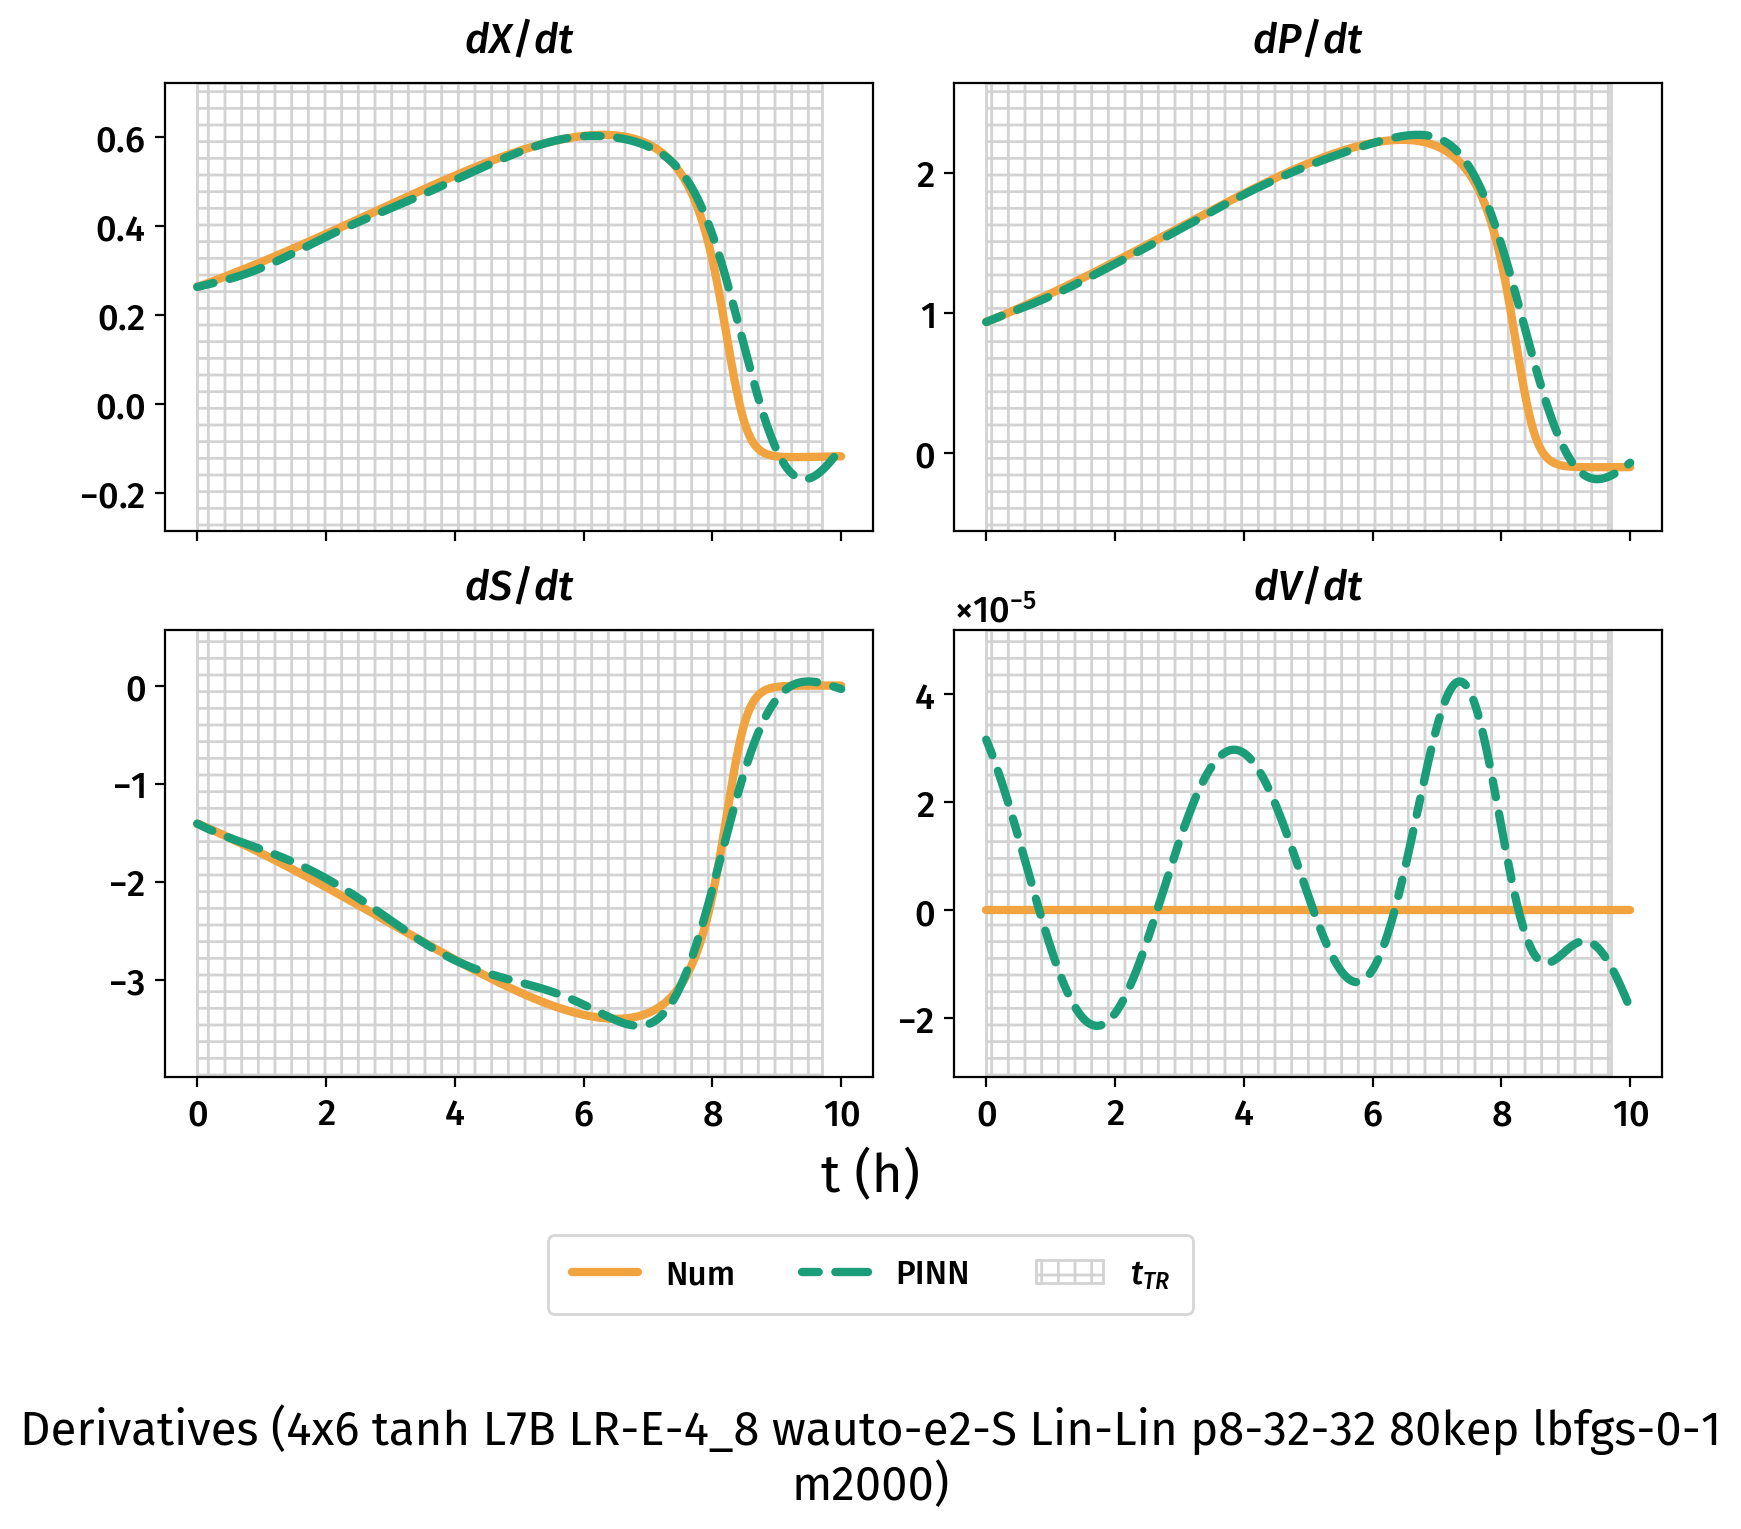 dX/dt
dP/dt
0.6
0.4
0.2
0.0
−0.2
2
1
0
dS/dt
dV/dt
×10⁻⁵
0
−1
−2
−3
4
2
0
−2
0 2 4 6 8 10
0 2 4 6 8 10
t (h)
Num PINN t_TR
Derivatives (4x6 tanh L7B LR-E-4_8 wauto-e2-S Lin-Lin p8-32-32 80kep lbfgs-0-1
m2000)